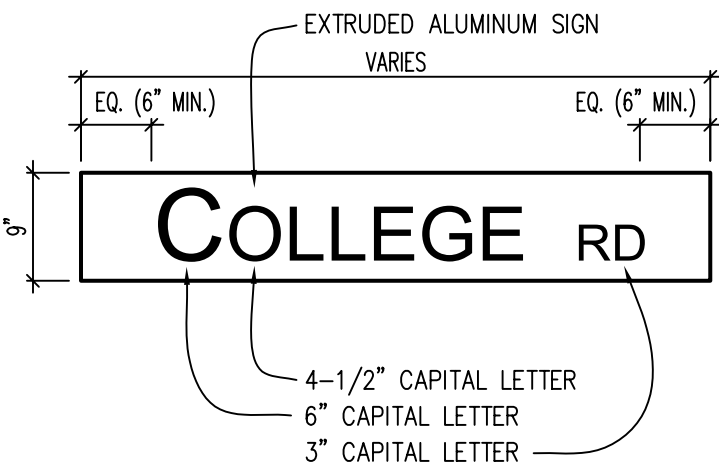 EXTRUDED ALUMINUM SIGN
VARIES
EQ. (6" MIN.) EQ. (6" MIN.)
9"
COLLEGE RD
4-1/2" CAPITAL LETTER
6" CAPITAL LETTER
3" CAPITAL LETTER